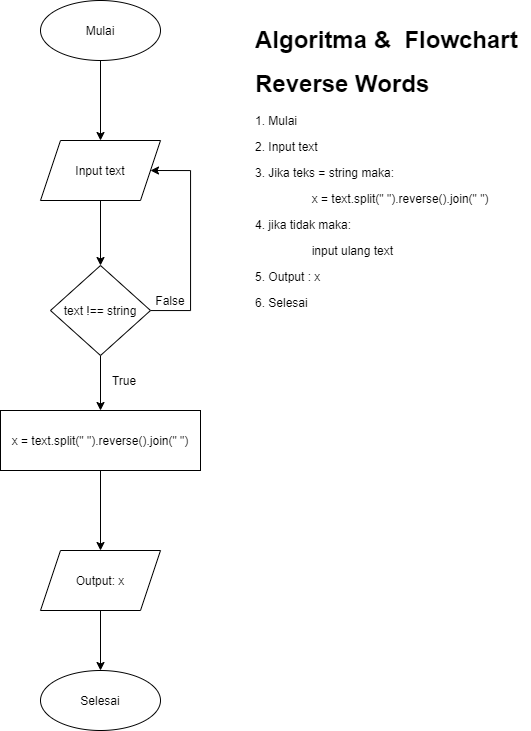 Mulai
Input text
False
text !== string
True
x = text.split(" ").reverse().join(" ")
Output: x
Selesai
Algoritma &  Flowchart
Reverse Words
1. Mulai
2. Input text
3. Jika teks = string maka:
x = text.split(" ").reverse().join(" ")
4. jika tidak maka:
input ulang text
5. Output : x
6. Selesai